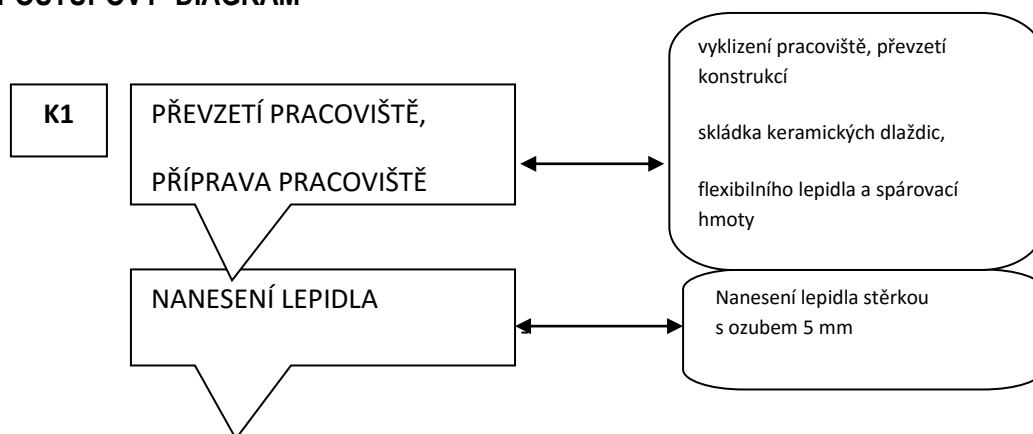 POSTUPOVÝ DIAGRAM
K1
PŘEVZETÍ PRACOVIŠTĚ,
PŘÍPRAVA PRACOVIŠTĚ
vyklizení pracoviště, převzetí
konstrukcí
skládka keramických dlaždic,
flexibilního lepidla a spárovací
hmoty
NANESENÍ LEPIDLA
Nanesení lepidla stěrkou
s ozubem 5 mm